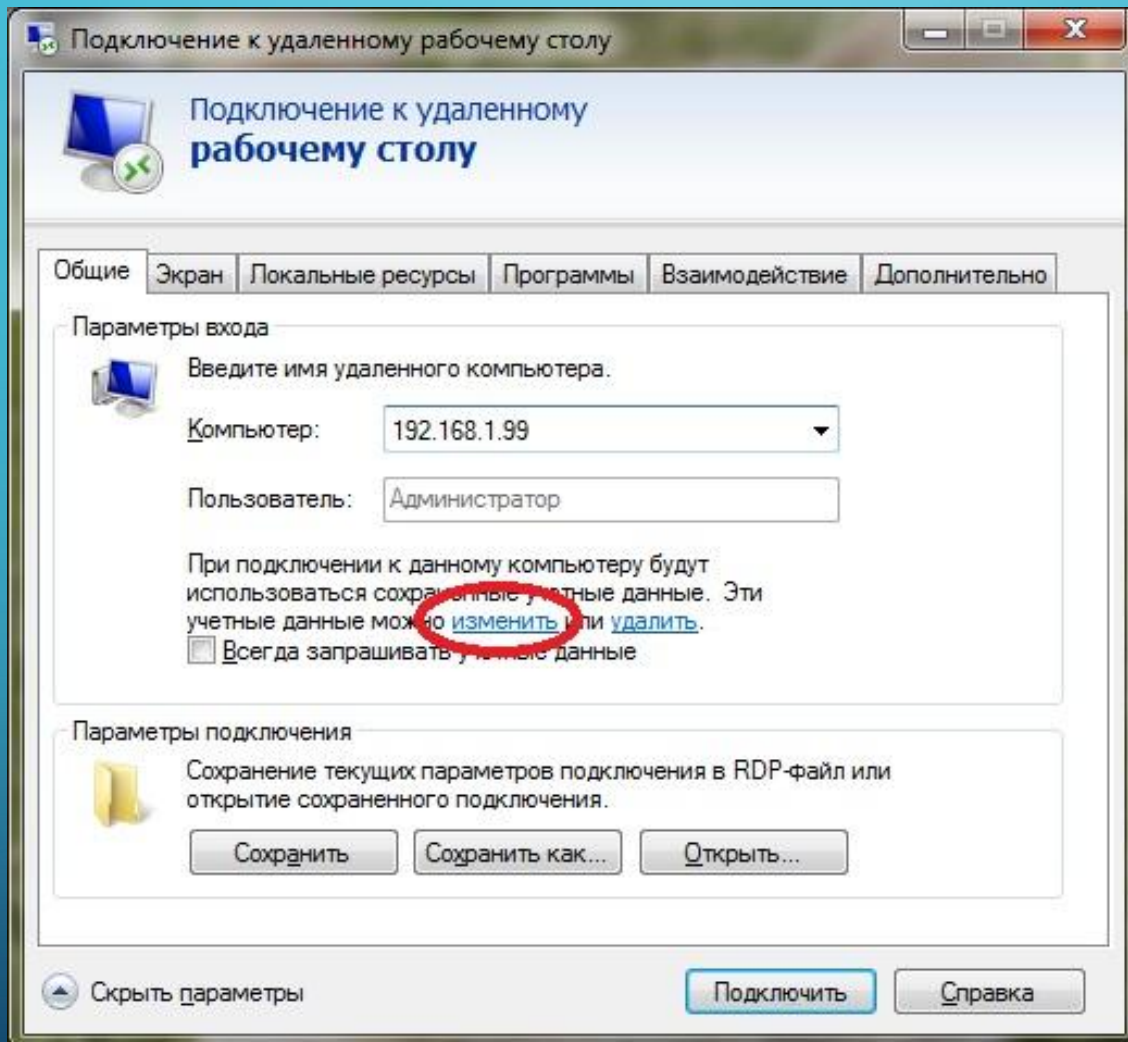 Подключение к удаленному рабочему столу
Подключение к удаленному
рабочему столу
Общие Экран Локальные ресурсы Программы Взаимодействие Дополнительно
Параметры входа
Введите имя удаленного компьютера.
Компьютер: 192.168.1.99
Пользователь: Администратор
При подключении к данному компьютеру будут
использоваться сохраненные учетные данные. Эти
учетные данные можно изменить или удалить.
Всегда запрашивать учетные данные
Параметры подключения
Сохранение текущих параметров подключения в RDP-файл или
открытие сохраненного подключения.
Сохранить Сохранить как... Открыть...
Скрыть параметры Подключить Справка